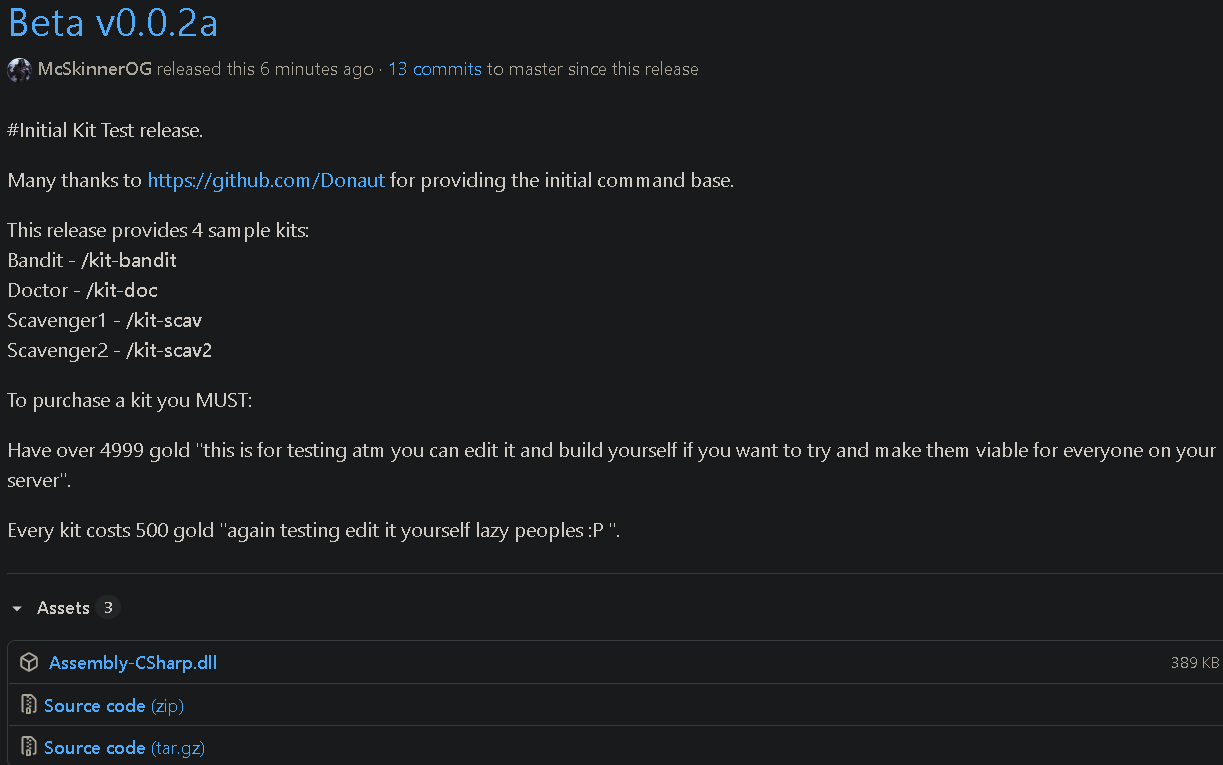 Beta v0.0.2a
McSkinnerOG released this 6 minutes ago · 13 commits to master since this release
#Initial Kit Test release.
Many thanks to https://github.com/Donaut for providing the initial command base.
This release provides 4 sample kits:
Bandit - /kit-bandit
Doctor - /kit-doc
Scavenger1 - /kit-scav
Scavenger2 - /kit-scav2
To purchase a kit you MUST:
Have over 4999 gold "this is for testing atm you can edit it and build yourself if you want to try and make them viable for everyone on your
server".
Every kit costs 500 gold "again testing edit it yourself lazy peoples :P ".
Assets 3
Assembly-CSharp.dll 389 KB
Source code (zip)
Source code (tar.gz)